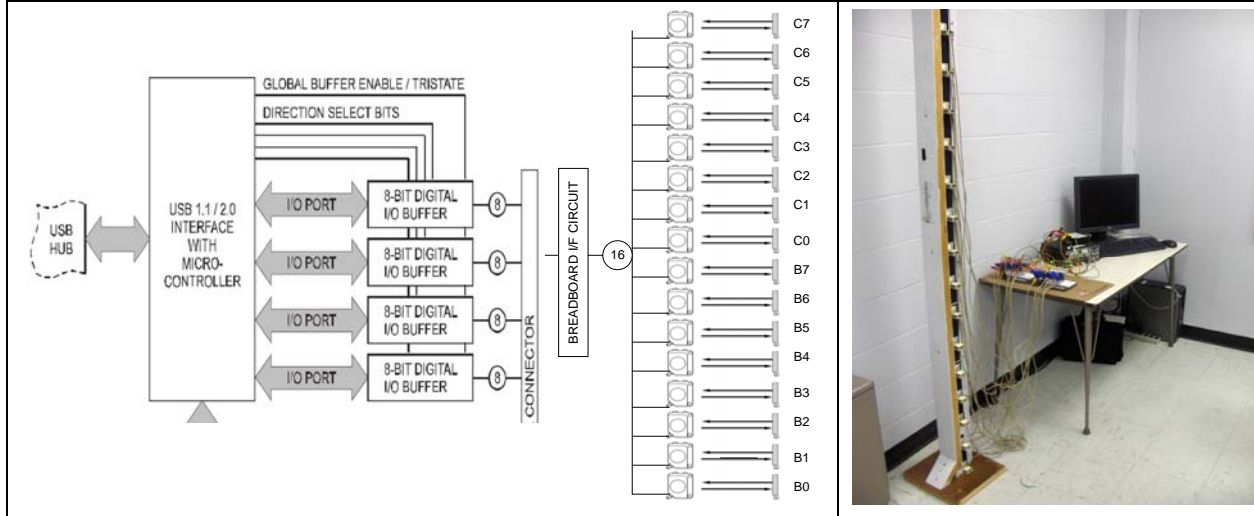 GLOBAL BUFFER ENABLE / TRISTATE
DIRECTION SELECT BITS
USB
HUB
USB 1.1 / 2.0
INTERFACE
WITH
MICRO-
CONTROLLER
I/O PORT
8-BIT DIGITAL
I/O BUFFER
8
I/O PORT
8-BIT DIGITAL
I/O BUFFER
8
I/O PORT
8-BIT DIGITAL
I/O BUFFER
8
I/O PORT
8-BIT DIGITAL
I/O BUFFER
8
CONNECTOR
BREADBOARD I/F CIRCUIT
16
C7
C6
C5
C4
C3
C2
C1
C0
B7
B6
B5
B4
B3
B2
B1
B0